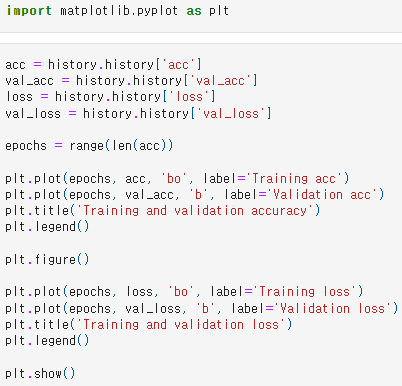 import matplotlib.pyplot as plt
acc = history.history['acc']
val_acc = history.history['val_acc']
loss = history.history['loss']
val_loss = history.history['val_loss']
epochs = range(len(acc))
plt.plot(epochs, acc, 'bo', label='Training acc')
plt.plot(epochs, val_acc, 'b', label='Validation acc')
plt.title('Training and validation accuracy')
plt.legend()
plt.figure()
plt.plot(epochs, loss, 'bo', label='Training loss')
plt.plot(epochs, val_loss, 'b', label='Validation loss')
plt.title('Training and validation loss')
plt.legend()
plt.show()